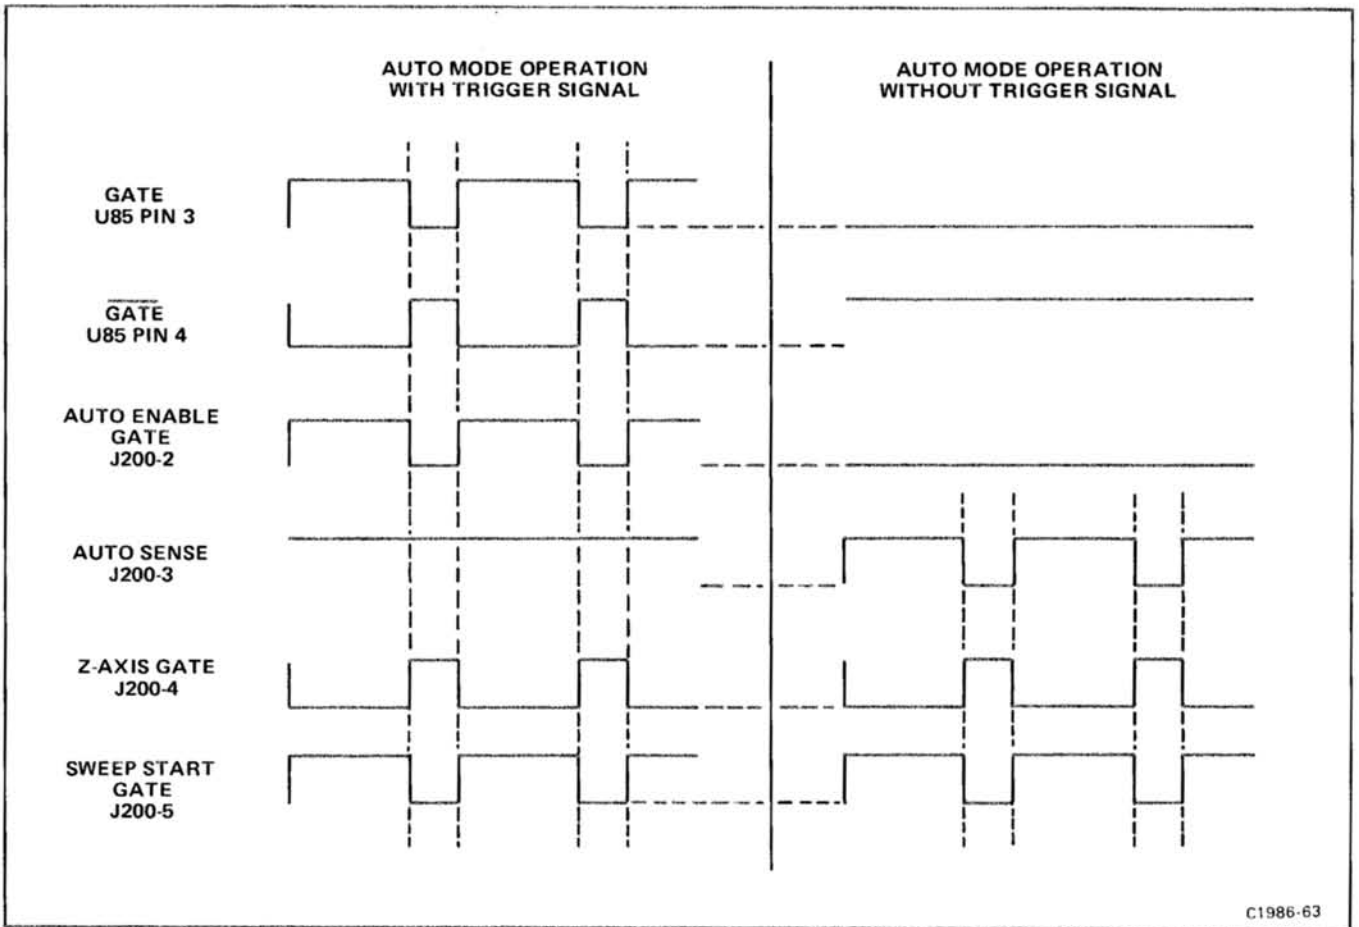 AUTO MODE OPERATION
WITH TRIGGER SIGNAL
AUTO MODE OPERATION
WITHOUT TRIGGER SIGNAL
GATE
U85 PIN 3
GATE
U85 PIN 4
AUTO ENABLE
GATE
J200-2
AUTO SENSE
J200-3
Z-AXIS GATE
J200-4
SWEEP START
GATE
J200-5
C1986-63